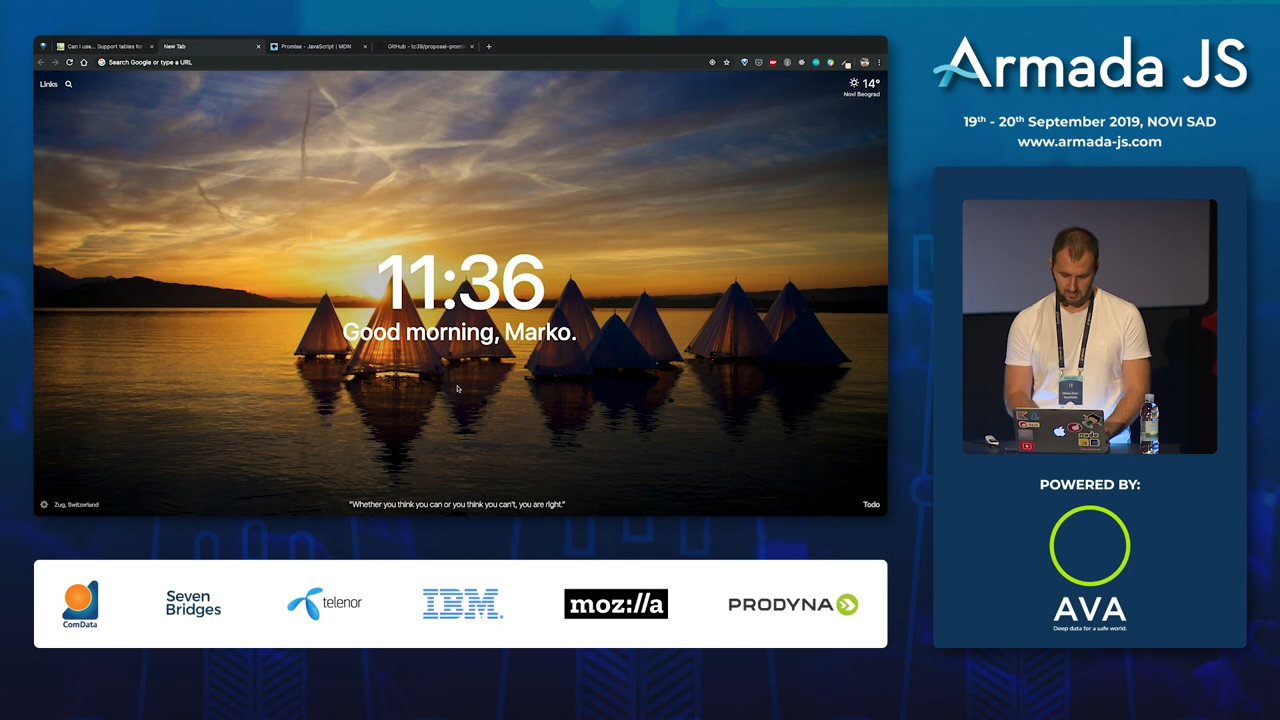 Can I use... Support tables for
New Tab
Promise - JavaScript | MDN
GitHub - tc39/proposal-promis
Search Google or type a URL
Links
14°
Novi Beograd
11:36
Good morning, Marko.
Zug, Switzerland
"Whether you think you can or you think you can't, you are right."
Todo
ComData
Seven
Bridges
telenor
IBM
moz://a
PRODYNA
Armada JS
19th - 20th September 2019, NOVI SAD
www.armada-js.com
node
POWERED BY:
AVA
Deep data for a safe world.